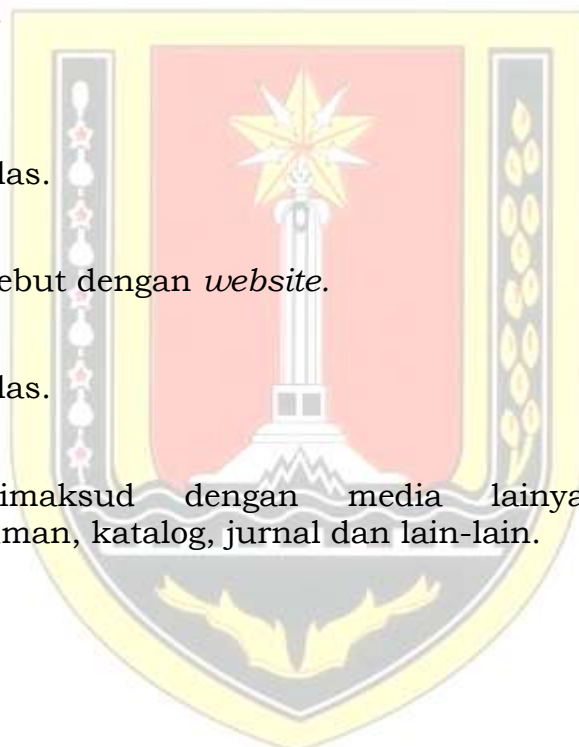 las.
ebut dengan website.
las.
imaksud dengan media lainya
man, katalog, jurnal dan lain-lain.